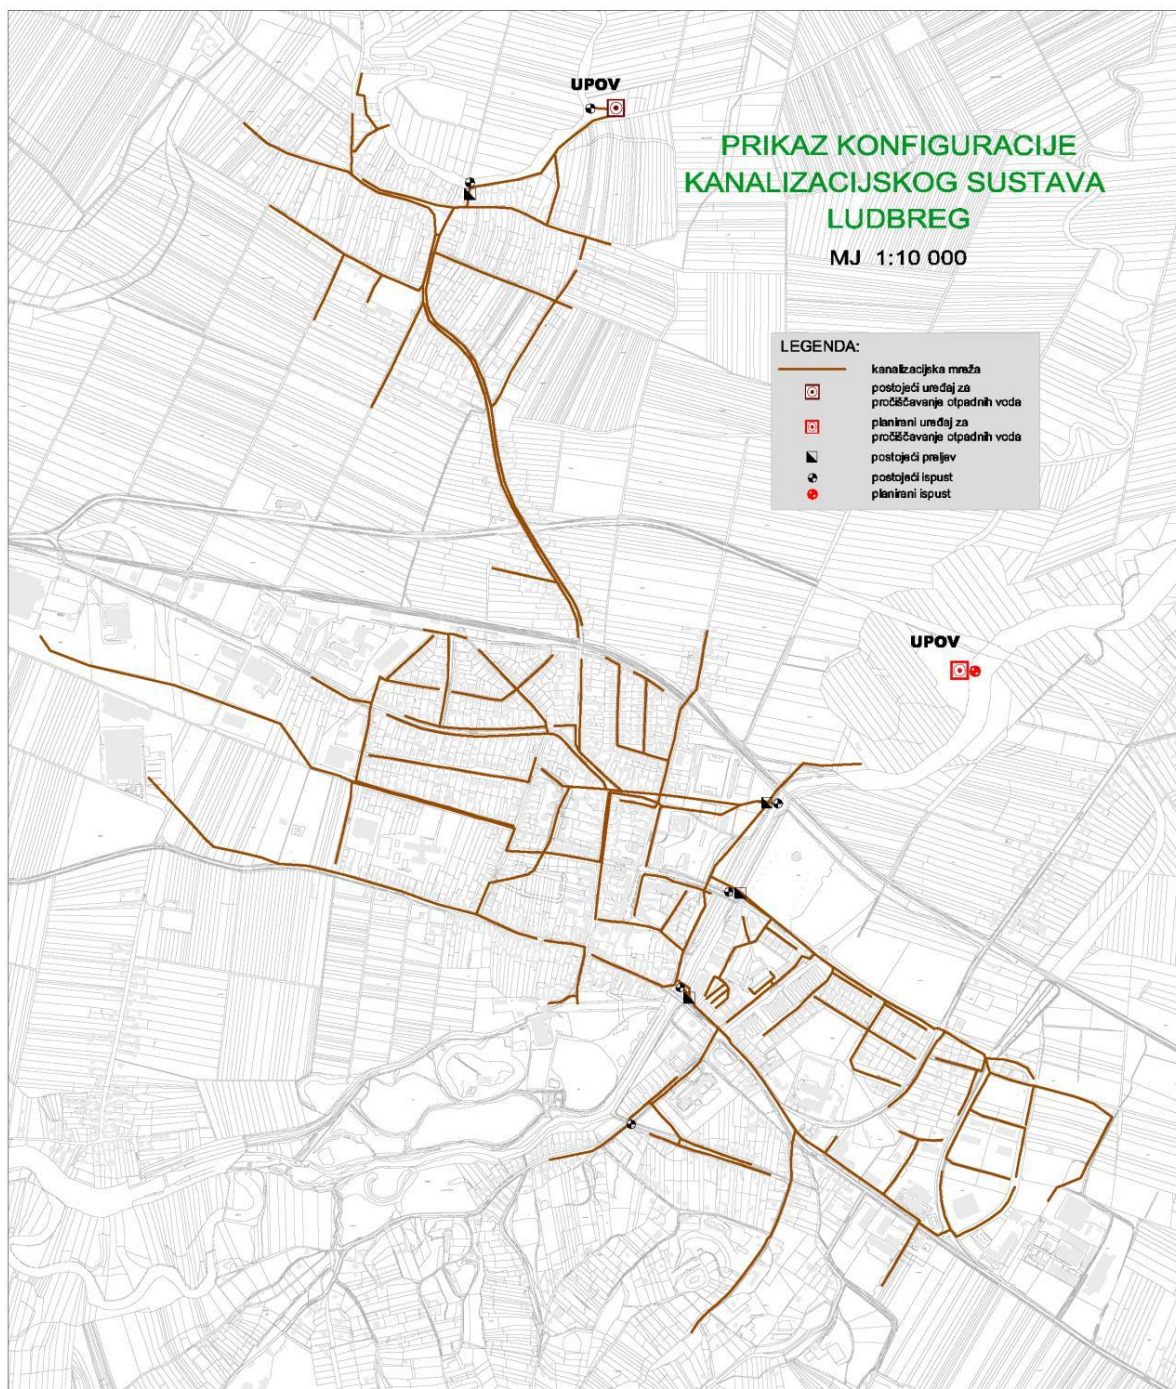 UPOV
PRIKAZ KONFIGURACIJE
KANALIZACIJSKOG SUSTAVA
LUDBREG
MJ 1:10 000
LEGENDA:
kanalizacijska mreža
postojeći uređaj za
pročišćavanje otpadnih voda
planirani uređaj za
pročišćavanje otpadnih voda
postojeći preljev
postojeći ispust
planirani ispust
UPOV